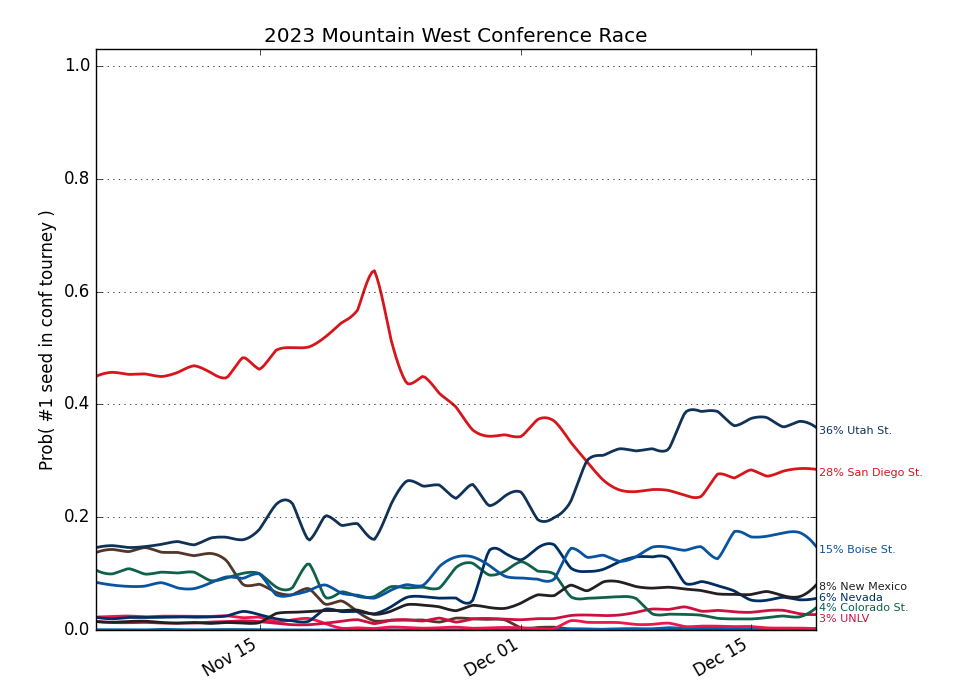 2023 Mountain West Conference Race
Prob( #1 seed in conf tourney )
1.0
0.8
0.6
0.4
0.2
0.0
Nov 15
Dec 01
Dec 15
36% Utah St.
28% San Diego St.
15% Boise St.
8% New Mexico
6% Nevada
4% Colorado St.
3% UNLV